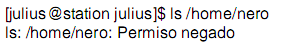 [julius@station julius]$ ls /home/nero
ls: /home/nero: Permiso negado